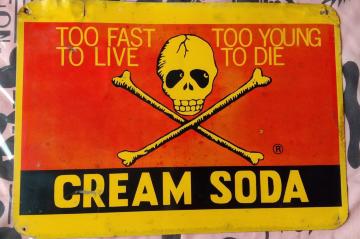 TOO FAST TOO YOUNG
TO LIVE TO DIE
®
CREAM SODA